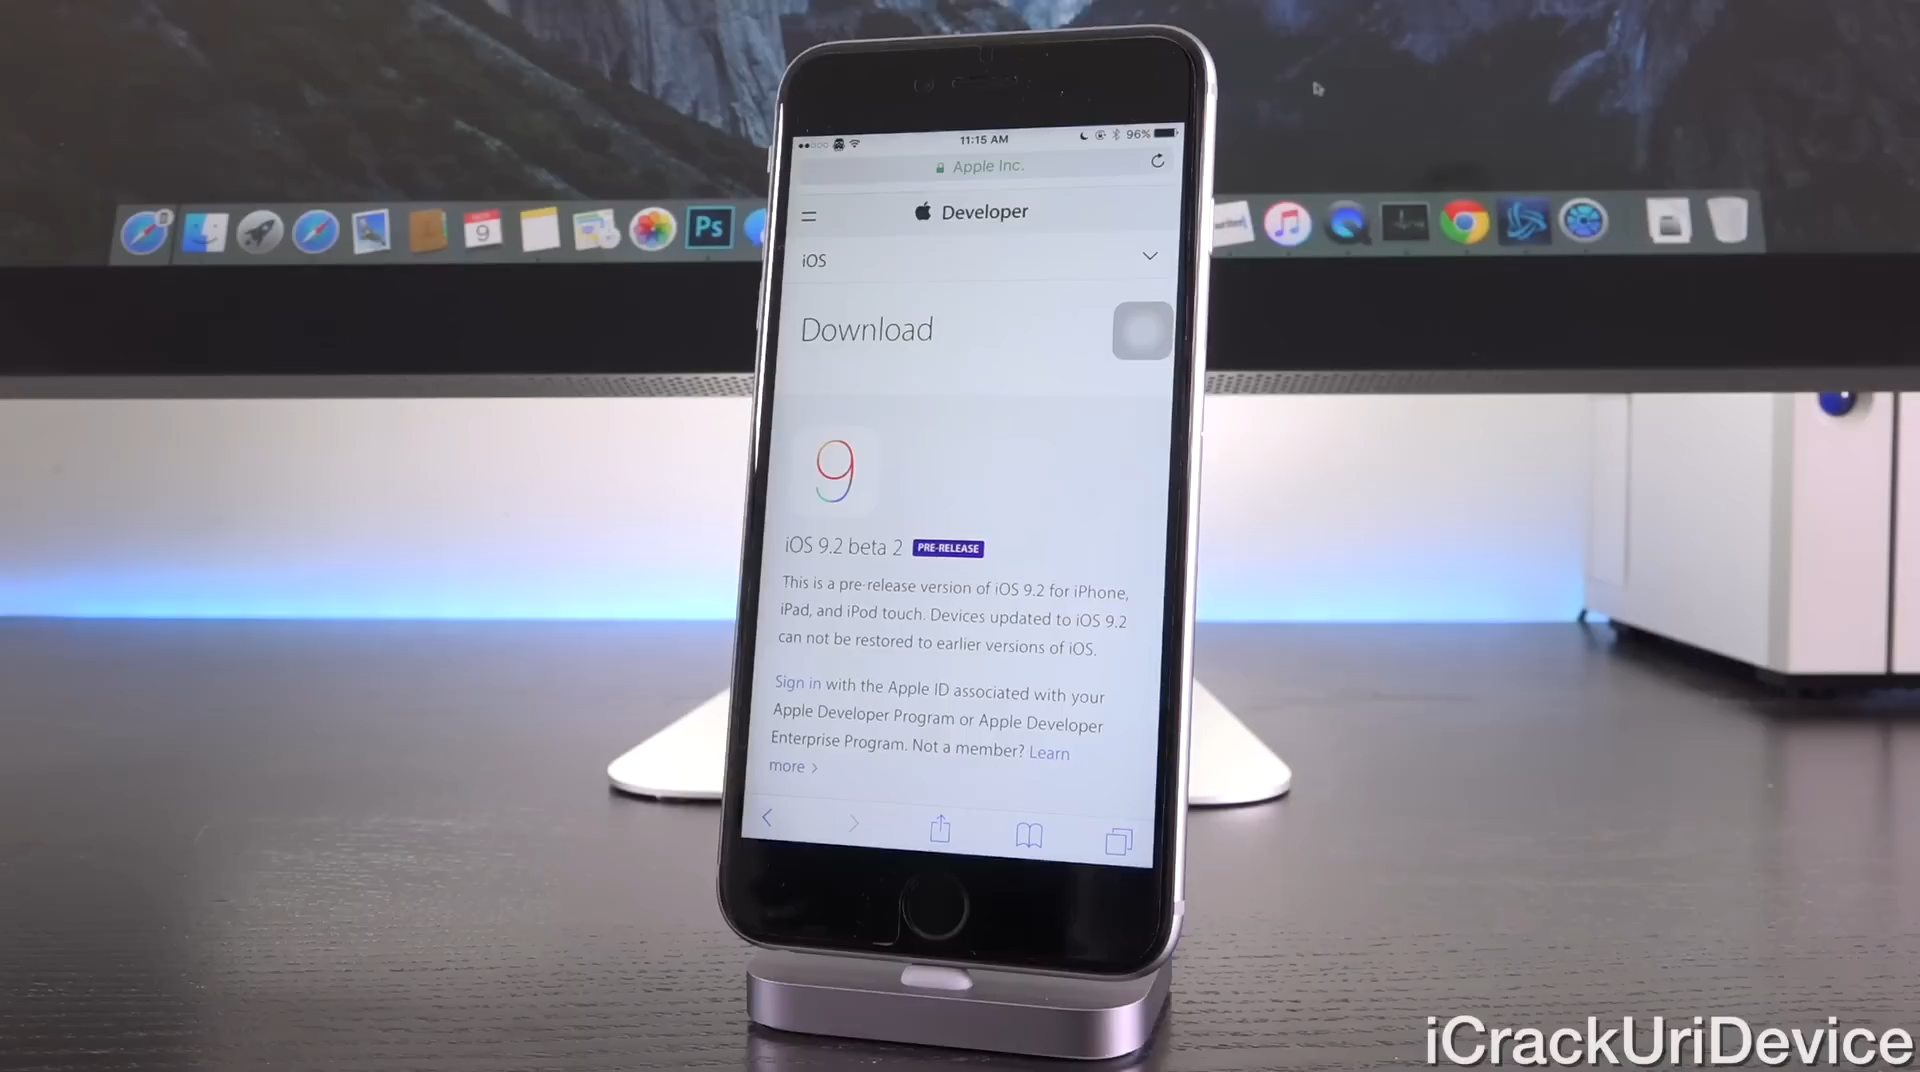 11:15 AM
96%
Apple Inc.
Developer
iOS
Download
9
iOS 9.2 beta 2 PRE-RELEASE
This is a pre-release version of iOS 9.2 for iPhone,
iPad, and iPod touch. Devices updated to iOS 9.2
can not be restored to earlier versions of iOS.
Sign in with the Apple ID associated with your
Apple Developer Program or Apple Developer
Enterprise Program. Not a member? Learn
more >
9
Ps
iCrackUriDevice